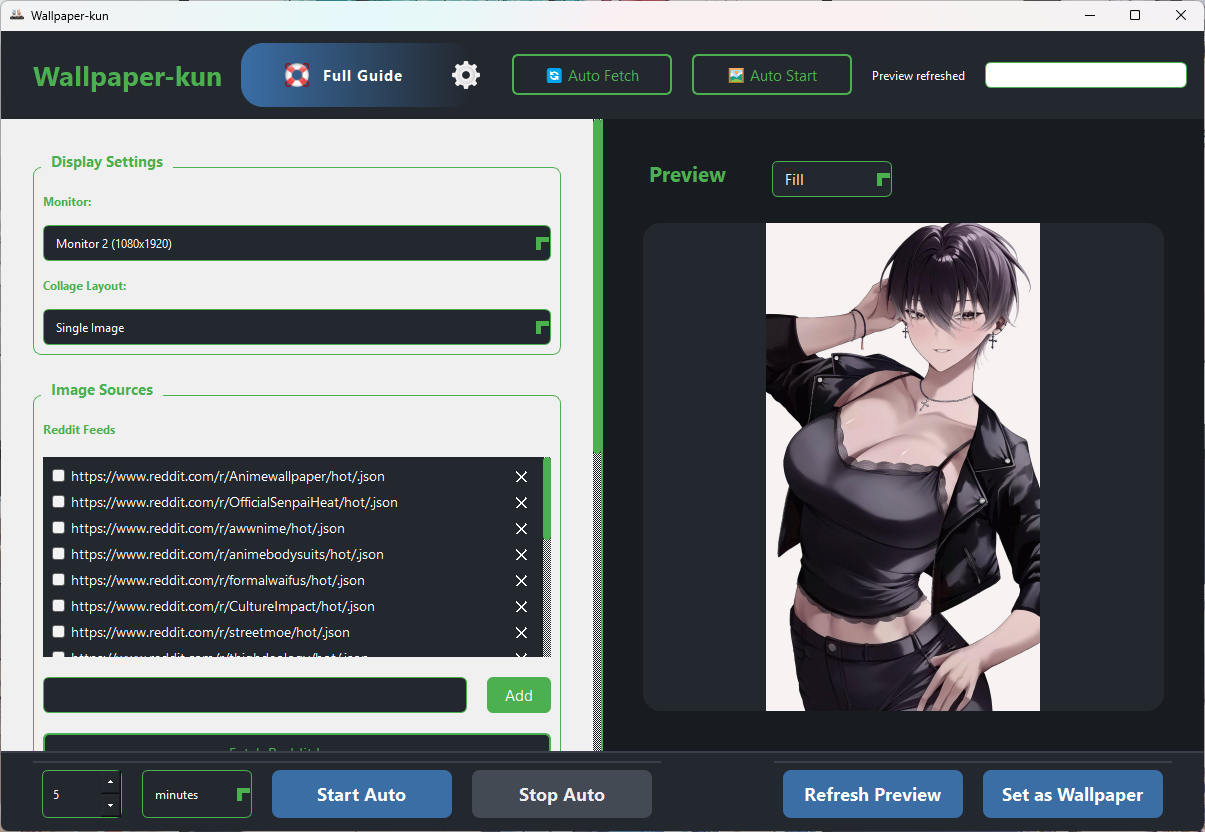 Wallpaper-kun
Wallpaper-kun
Full Guide
Auto Fetch
Auto Start
Preview refreshed
Display Settings
Monitor:
Monitor 2 (1080x1920)
Collage Layout:
Single Image
Image Sources
Reddit Feeds
https://www.reddit.com/r/Animewallpaper/hot/.json
https://www.reddit.com/r/OfficialSenpaiHeat/hot/.json
https://www.reddit.com/r/awwnime/hot/.json
https://www.reddit.com/r/animebodysuits/hot/.json
https://www.reddit.com/r/formalwaifus/hot/.json
https://www.reddit.com/r/CultureImpact/hot/.json
https://www.reddit.com/r/streetmoe/hot/.json
Add
Preview
Fill
5
minutes
Start Auto
Stop Auto
Refresh Preview
Set as Wallpaper